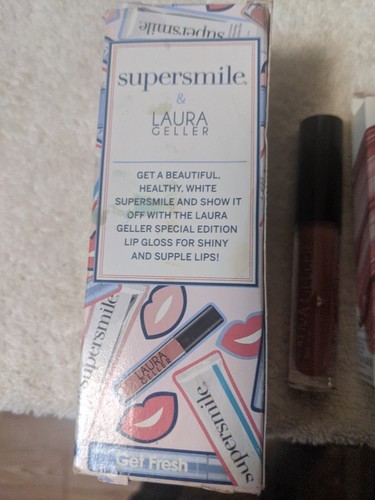 supersmile
supersmile.
&
LAURA
GELLER
GET A BEAUTIFUL,
HEALTHY, WHITE
SUPERSMILE AND SHOW IT
OFF WITH THE LAURA
GELLER SPECIAL EDITION
LIP GLOSS FOR SHINY
AND SUPPLE LIPS!
supersmile
LAURA
GELLER
supersmile.
Get Fresh